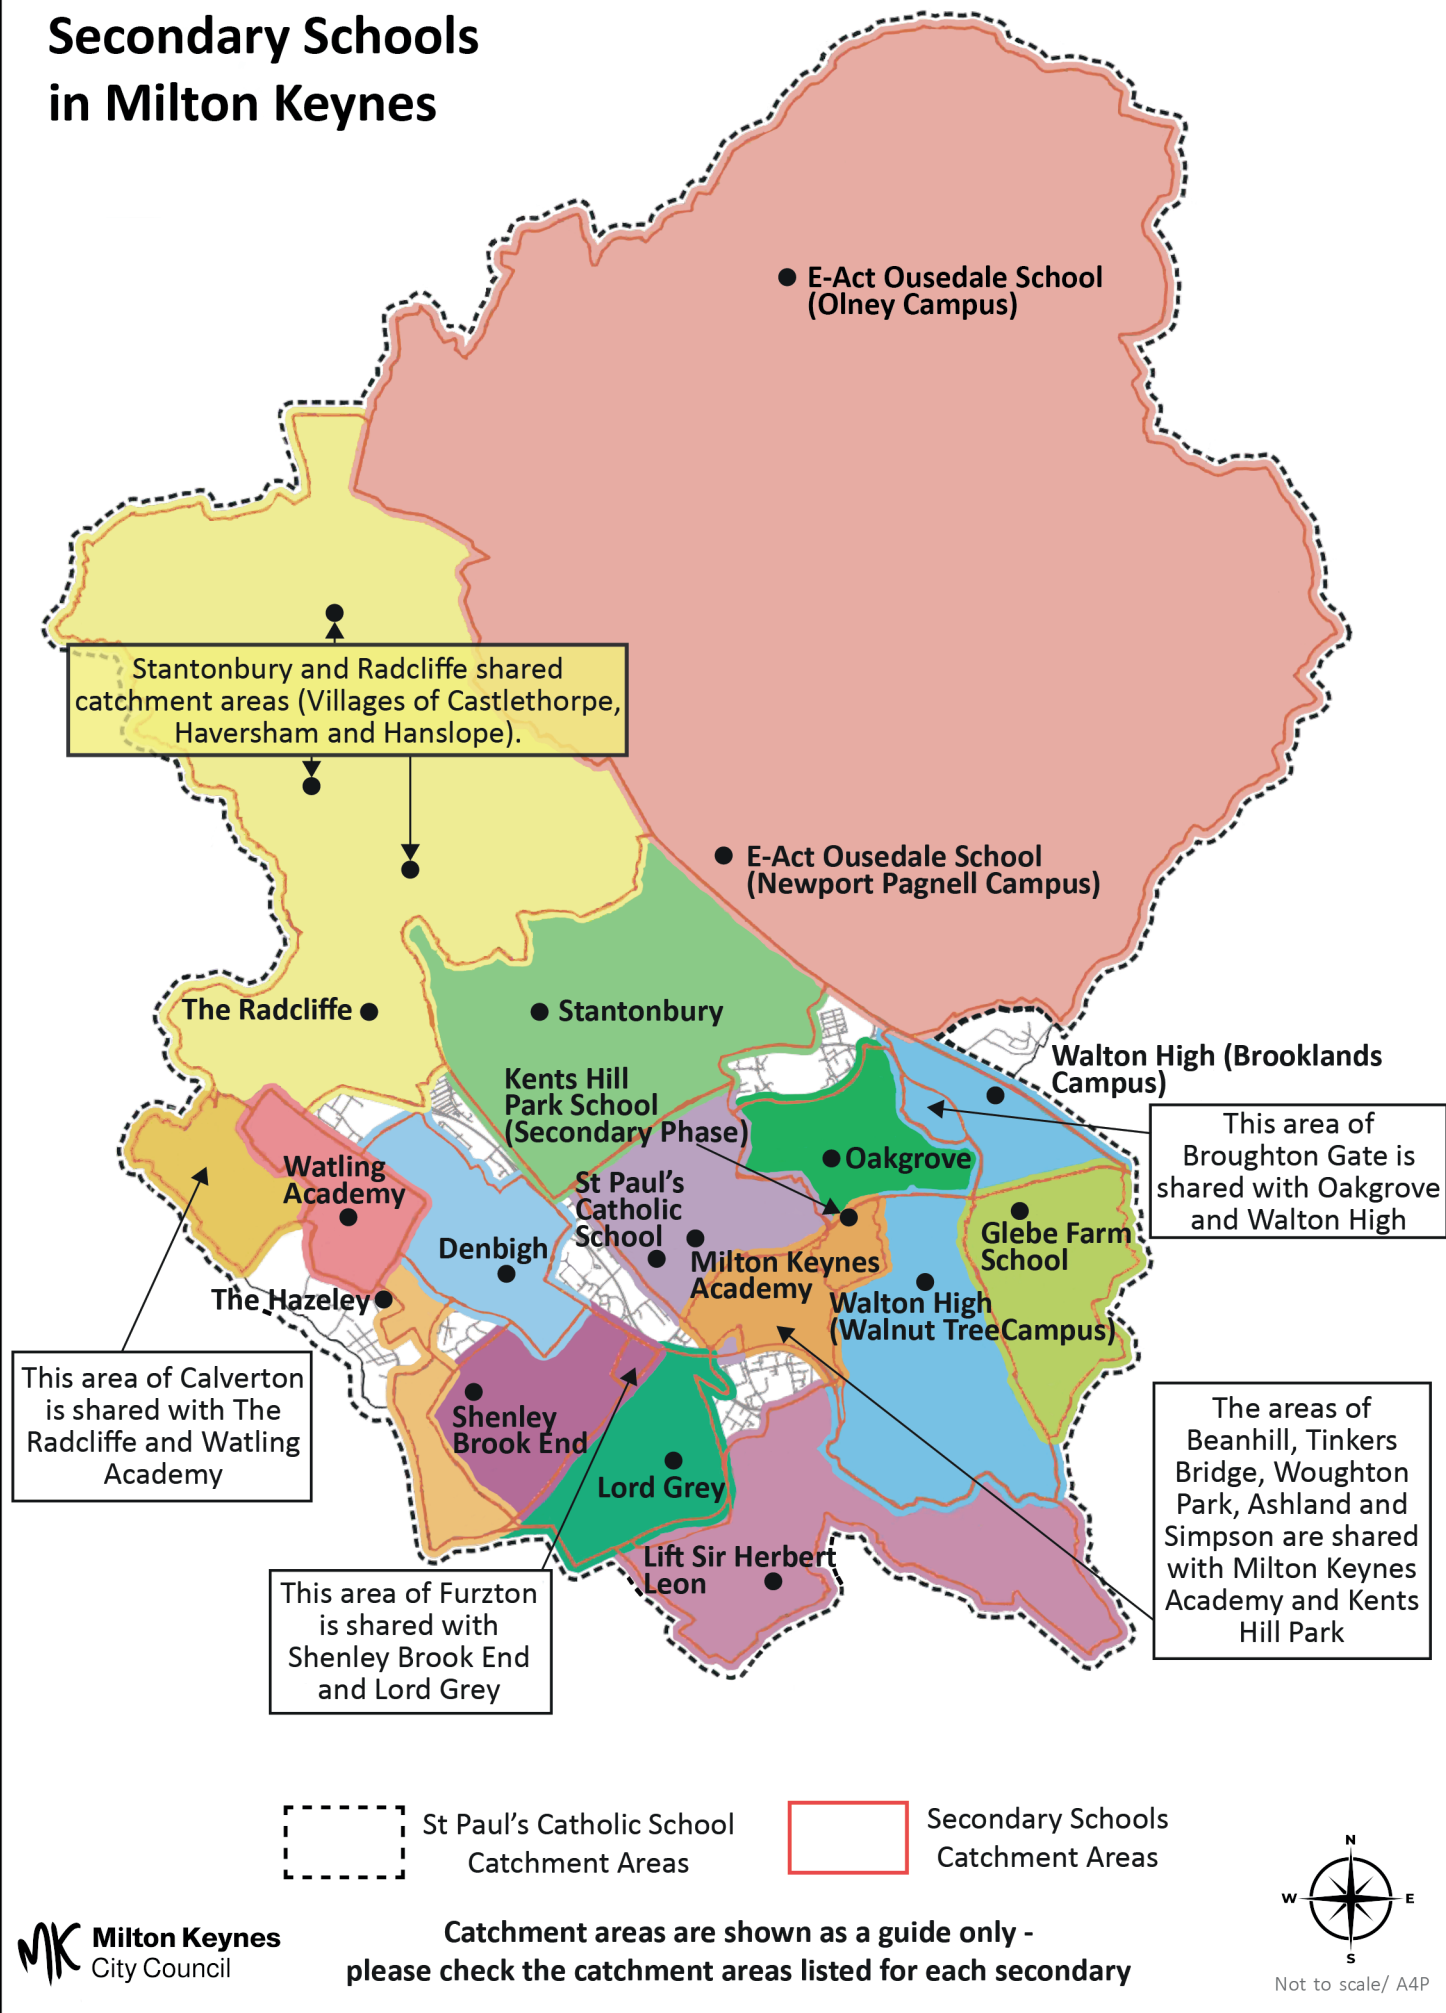 Secondary Schools
in Milton Keynes
E-Act Ousedale School
(Olney Campus)
Stantonbury and Radcliffe shared
catchment areas (Villages of Castlethorpe,
Haversham and Hanslope).
E-Act Ousedale School
(Newport Pagnell Campus)
The Radcliffe
Stantonbury
Walton High (Brooklands
Campus)
Kents Hill
Park School
(Secondary Phase)
This area of
Broughton Gate is
shared with Oakgrove
and Walton High
Oakgrove
Watling
Academy
St Paul's
Catholic
School
Glebe Farm
School
Denbigh
Milton Keynes
Academy
The Hazeley
Walton High
(Walnut TreeCampus)
This area of Calverton
is shared with The
Radcliffe and Watling
Academy
Shenley
Brook End
The areas of
Beanhill, Tinkers
Bridge, Woughton
Park, Ashland and
Simpson are shared
with Milton Keynes
Academy and Kents
Hill Park
Lord Grey
Lift Sir Herbert
Leon
This area of Furzton
is shared with
Shenley Brook End
and Lord Grey
St Paul's Catholic School
Catchment Areas
Secondary Schools
Catchment Areas
N
W
E
S
MK
Milton Keynes
City Council
Catchment areas are shown as a guide only -
please check the catchment areas listed for each secondary
Not to scale/ A4P